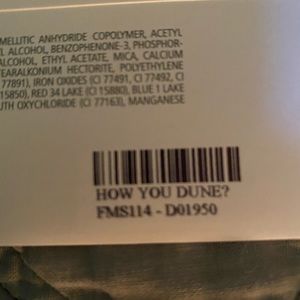 MELLITIC ANHYDRIDE COPOLYMER, ACETYL
L ALCOHOL, BENZOPHENONE-3, PHOSPHOR-
ALCOHOL, ETHYL ACETATE, MICA, CALCIUM
TEARALKONIUM HECTORITE, POLYETHYLENE
77891), IRON OXIDES (CI 77491, CI 77492, CI
15850), RED 34 LAKE (CI 15880), BLUE 1 LAKE
UTH OXYCHLORIDE (CI 77163), MANGANESE
HOW YOU DUNE?
FMS114 - D01950